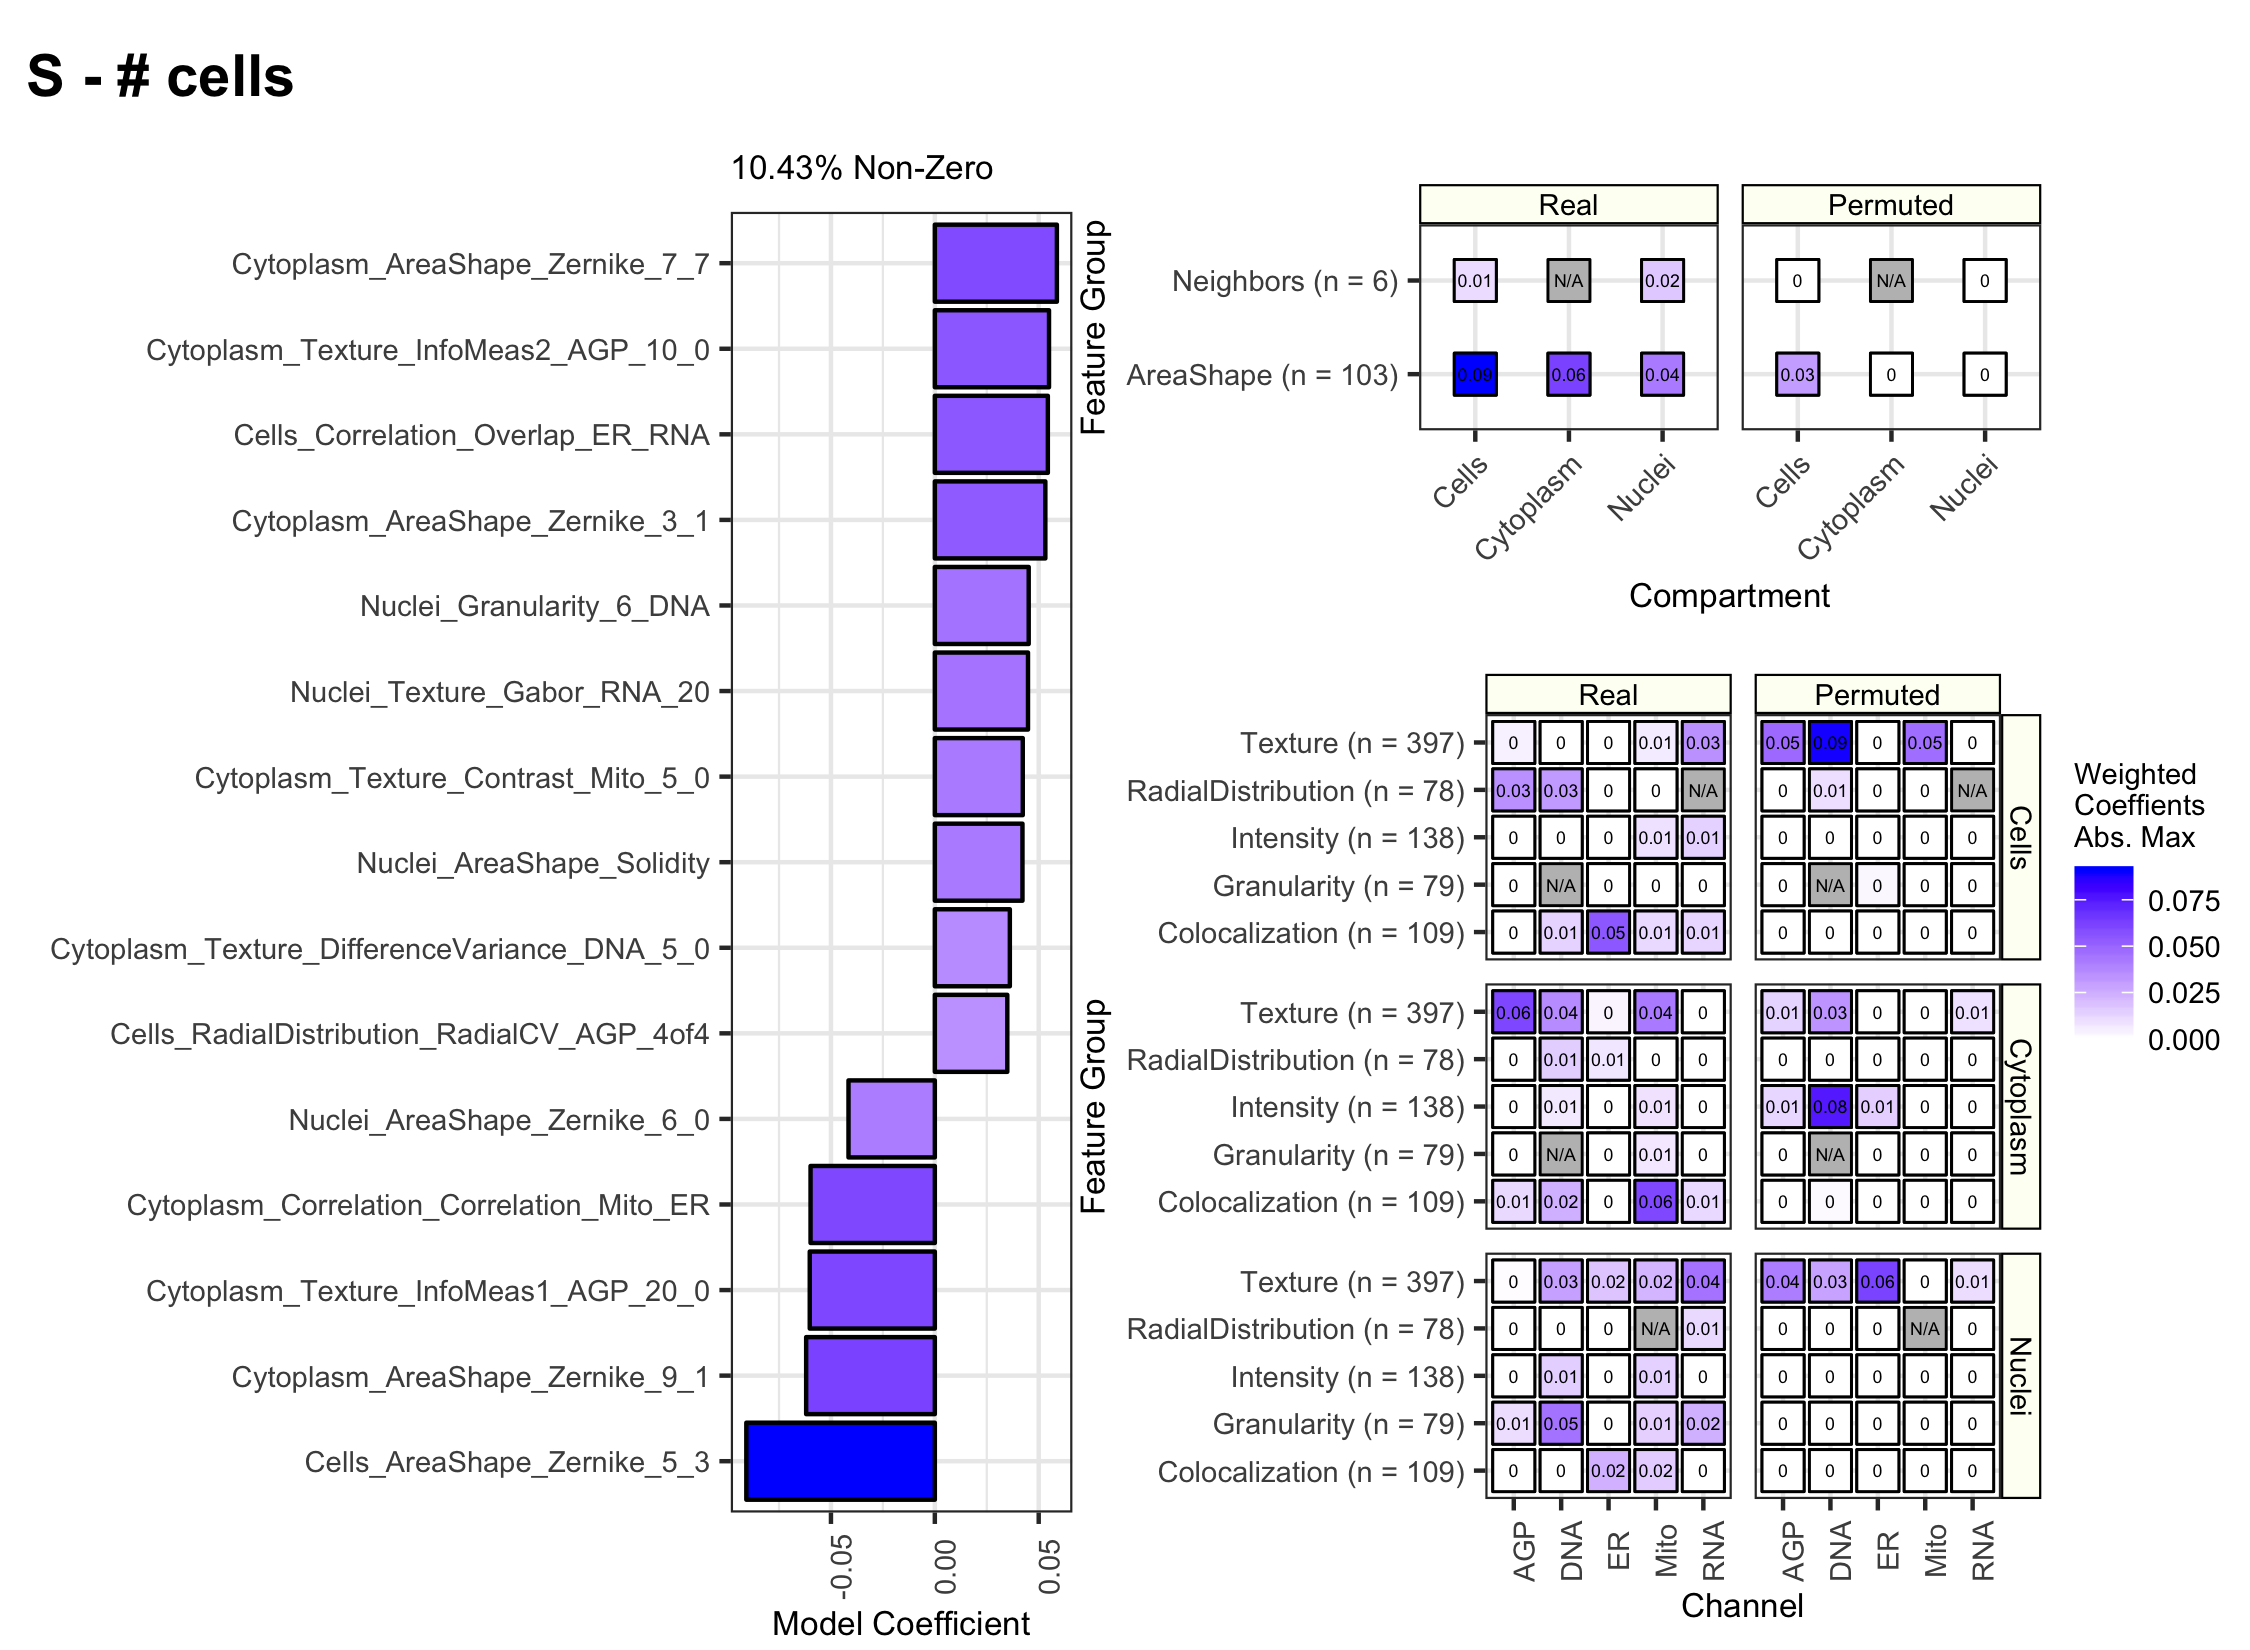 S - # cells
10.43% Non-Zero
Cytoplasm_AreaShape_Zernike_7_7
Cytoplasm_Texture_InfoMeas2_AGP_10_0
Cells_Correlation_Overlap_ER_RNA
Cytoplasm_AreaShape_Zernike_3_1
Nuclei_Granularity_6_DNA
Nuclei_Texture_Gabor_RNA_20
Cytoplasm_Texture_Contrast_Mito_5_0
Nuclei_AreaShape_Solidity
Cytoplasm_Texture_DifferenceVariance_DNA_5_0
Cells_RadialDistribution_RadialCV_AGP_4of4
Nuclei_AreaShape_Zernike_6_0
Cytoplasm_Correlation_Correlation_Mito_ER
Cytoplasm_Texture_InfoMeas1_AGP_20_0
Cytoplasm_AreaShape_Zernike_9_1
Cells_AreaShape_Zernike_5_3
-0.05 0.00 0.05
Model Coefficient
Feature Group
Real Permuted
Neighbors (n = 6) 0.01 N/A 0.02 0 N/A 0
AreaShape (n = 103) 0.09 0.06 0.04 0.03 0 0
Cells Cytoplasm Nuclei Cells Cytoplasm Nuclei
Compartment
Feature Group
Real Permuted
Texture (n = 397) 0 0 0 0.01 0.03 0.05 0.09 0 0.05 0
RadialDistribution (n = 78) 0.03 0.03 0 0 N/A 0 0.01 0 0 N/A
Intensity (n = 138) 0 0 0 0.01 0.01 0 0 0 0 0
Granularity (n = 79) 0 N/A 0 0 0 0 N/A 0 0 0
Colocalization (n = 109) 0 0.01 0.05 0.01 0.01 0 0 0 0 0
Cells
Texture (n = 397) 0.06 0.04 0 0.04 0 0.01 0.03 0 0 0.01
RadialDistribution (n = 78) 0 0.01 0.01 0 0 0 0 0 0 0
Intensity (n = 138) 0 0.01 0 0.01 0 0.01 0.08 0.01 0 0
Granularity (n = 79) 0 N/A 0 0.01 0 0 N/A 0 0 0
Colocalization (n = 109) 0.01 0.02 0 0.06 0.01 0 0 0 0 0
Cytoplasm
Texture (n = 397) 0 0.03 0.02 0.02 0.04 0.04 0.03 0.06 0 0.01
RadialDistribution (n = 78) 0 0 0 N/A 0.01 0 0 0 N/A 0
Intensity (n = 138) 0 0.01 0 0.01 0 0 0 0 0 0
Granularity (n = 79) 0.01 0.05 0 0.01 0.02 0 0 0 0 0
Colocalization (n = 109) 0 0 0.02 0.02 0 0 0 0 0 0
Nuclei
AGP DNA ER Mito RNA AGP DNA ER Mito RNA
Channel
Weighted
Coeffients
Abs. Max
0.075
0.050
0.025
0.000